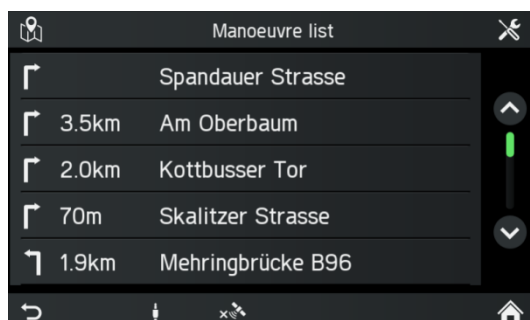 Manoeuvre list
Spandauer Strasse
3.5km Am Oberbaum
2.0km Kottbusser Tor
70m Skalitzer Strasse
1.9km Mehringbrücke B96